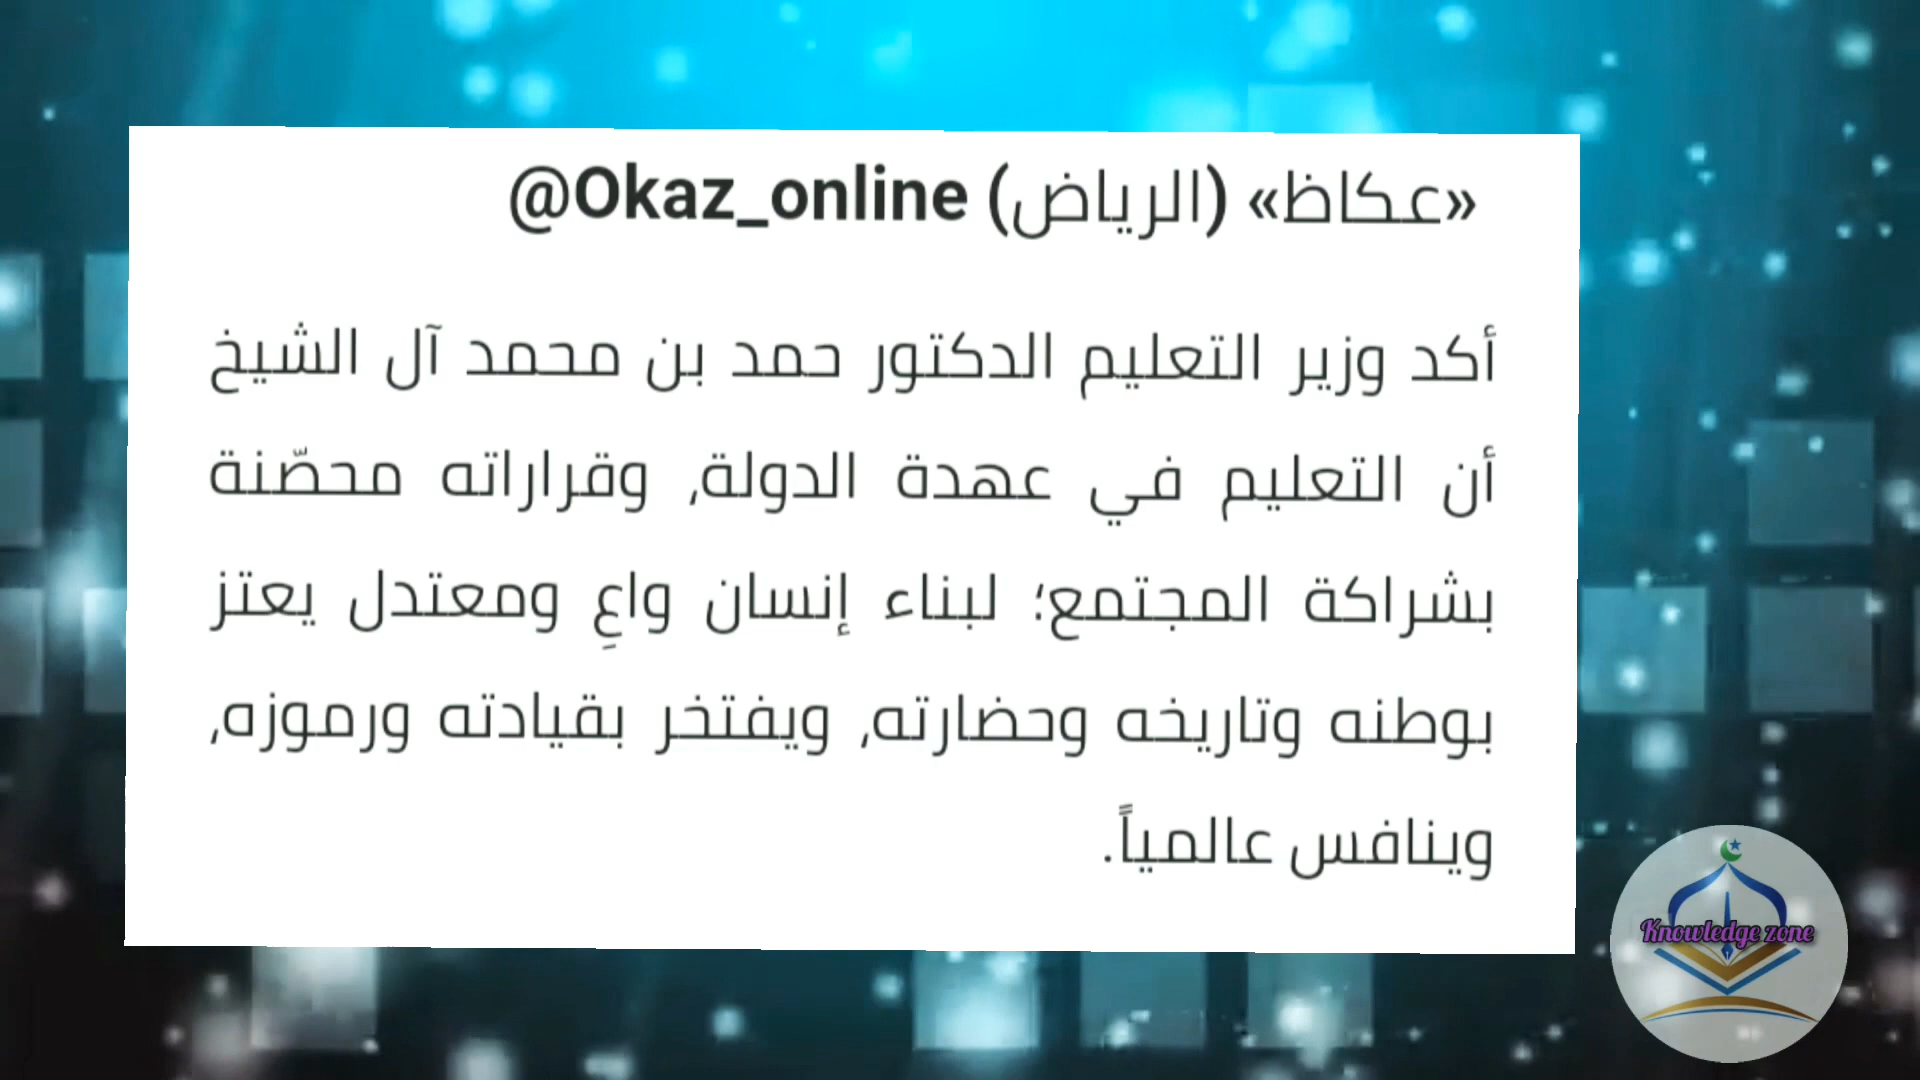 «عكاظ» (الرياض) @Okaz_online
أكد وزير التعليم الدكتور حمد بن محمد آل الشيخ
أن التعليم في عهدة الدولة، وقراراته محصّنة
بشراكة المجتمع؛ لبناء إنسان واعٍ ومعتدل يعتز
بوطنه وتاريخه وحضارته، ويفتخر بقيادته ورموزه،
وينافس عالمياً.
Knowledge zone